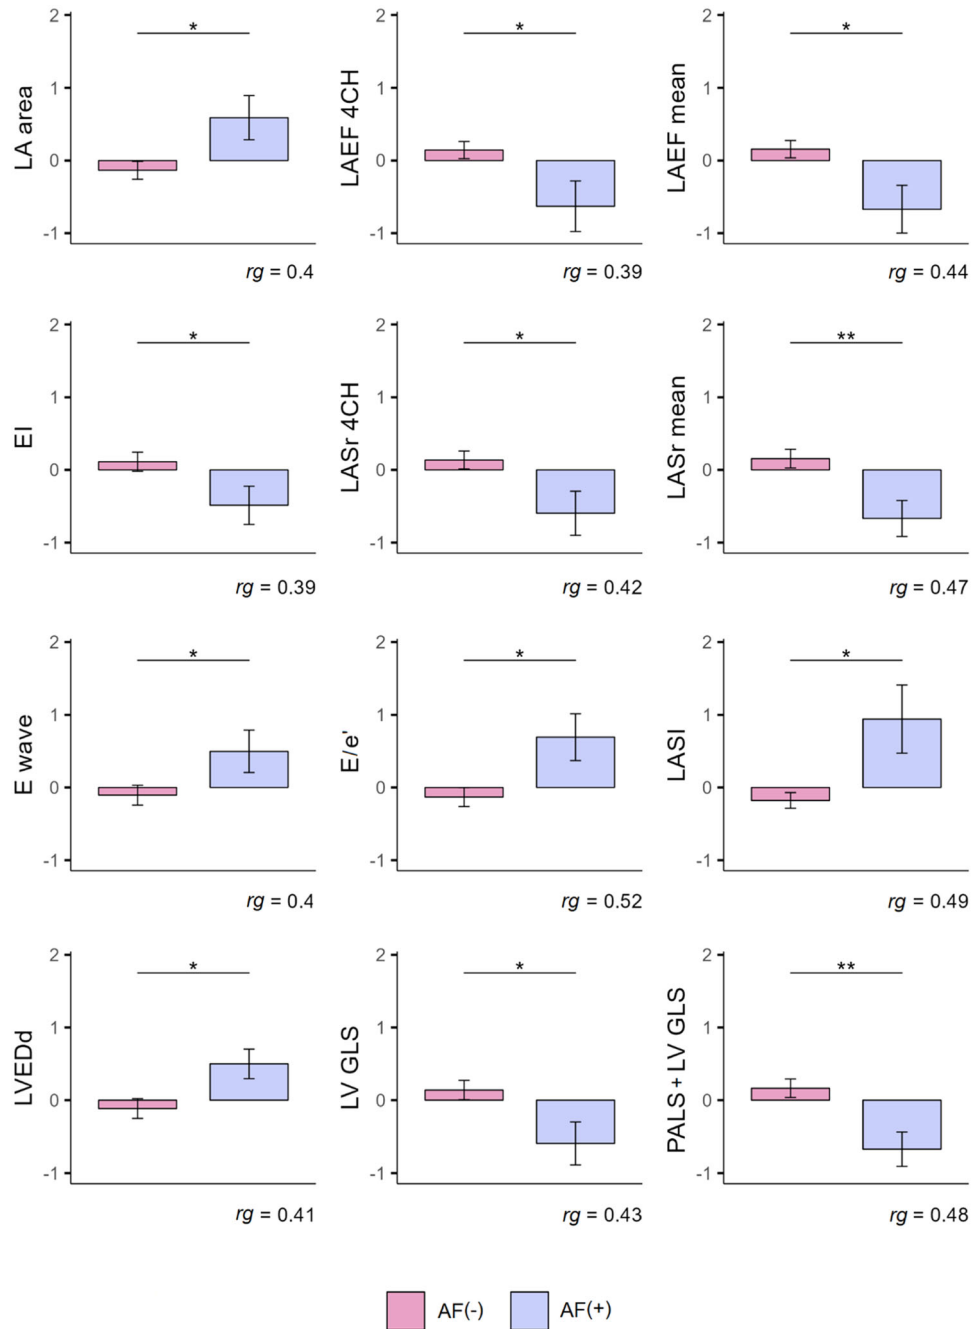 2
1
0
-1
LA area
*
rg = 0.4
2
1
0
-1
LAEF 4CH
*
rg = 0.39
2
1
0
-1
LAEF mean
*
rg = 0.44
2
1
0
-1
EI
*
rg = 0.39
2
1
0
-1
LASr 4CH
*
rg = 0.42
2
1
0
-1
LASr mean
**
rg = 0.47
2
1
0
-1
E wave
*
rg = 0.4
2
1
0
-1
E/e'
*
rg = 0.52
2
1
0
-1
LASI
*
rg = 0.49
2
1
0
-1
LVEDd
*
rg = 0.41
2
1
0
-1
LV GLS
*
rg = 0.43
2
1
0
-1
PALS+LV GLS
**
rg = 0.48
AF(-) AF(+)